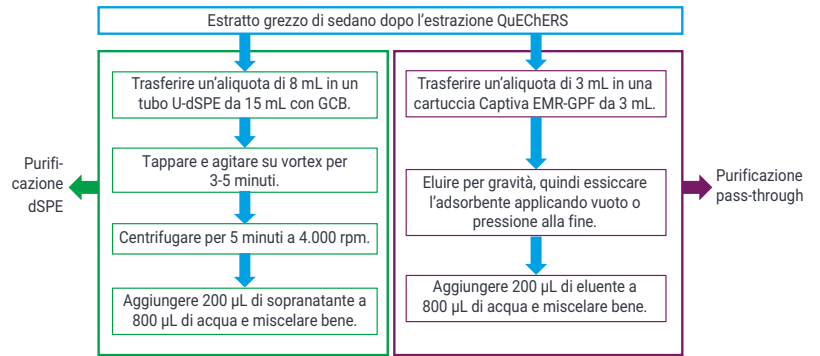 Estratto grezzo di sedano dopo l'estrazione QuEChERS
Trasferire un'aliquota di 8 mL in un
tubo U-dSPE da 15 mL con GCB.
Tappare e agitare su vortex per
3-5 minuti.
Centrifugare per 5 minuti a 4.000 rpm.
Aggiungere 200 µL di sopranatante a
800 µL di acqua e miscelare bene.
Purifi-
cazione
dSPE
Trasferire un'aliquota di 3 mL in una
cartuccia Captiva EMR-GPF da 3 mL.
Eluire per gravità, quindi essiccare
l'adsorbente applicando vuoto o
pressione alla fine.
Aggiungere 200 µL di eluente a
800 µL di acqua e miscelare bene.
Purificazione
pass-through